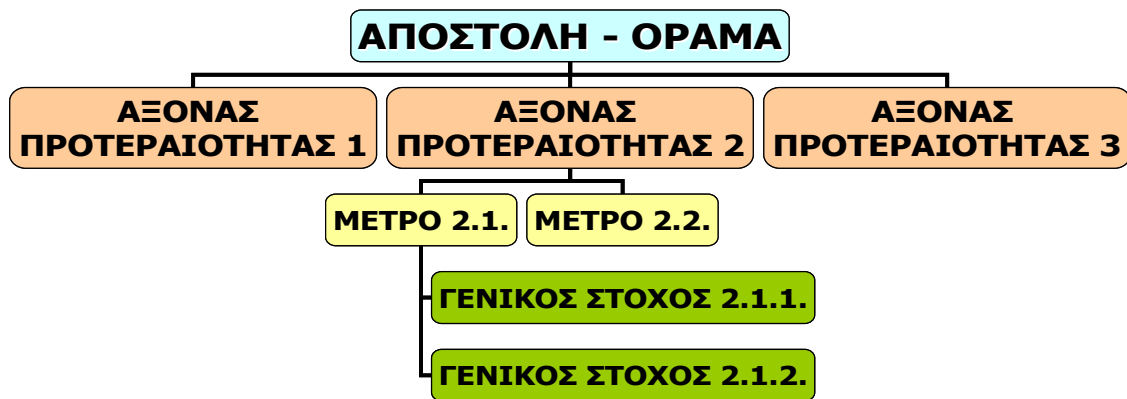 ΑΠΟΣΤΟΛΗ - ΟΡΑΜΑ
ΑΞΟΝΑΣ
ΠΡΟΤΕΡΑΙΟΤΗΤΑΣ 1
ΑΞΟΝΑΣ
ΠΡΟΤΕΡΑΙΟΤΗΤΑΣ 2
ΑΞΟΝΑΣ
ΠΡΟΤΕΡΑΙΟΤΗΤΑΣ 3
ΜΕΤΡΟ 2.1.
ΜΕΤΡΟ 2.2.
ΓΕΝΙΚΟΣ ΣΤΟΧΟΣ 2.1.1.
ΓΕΝΙΚΟΣ ΣΤΟΧΟΣ 2.1.2.